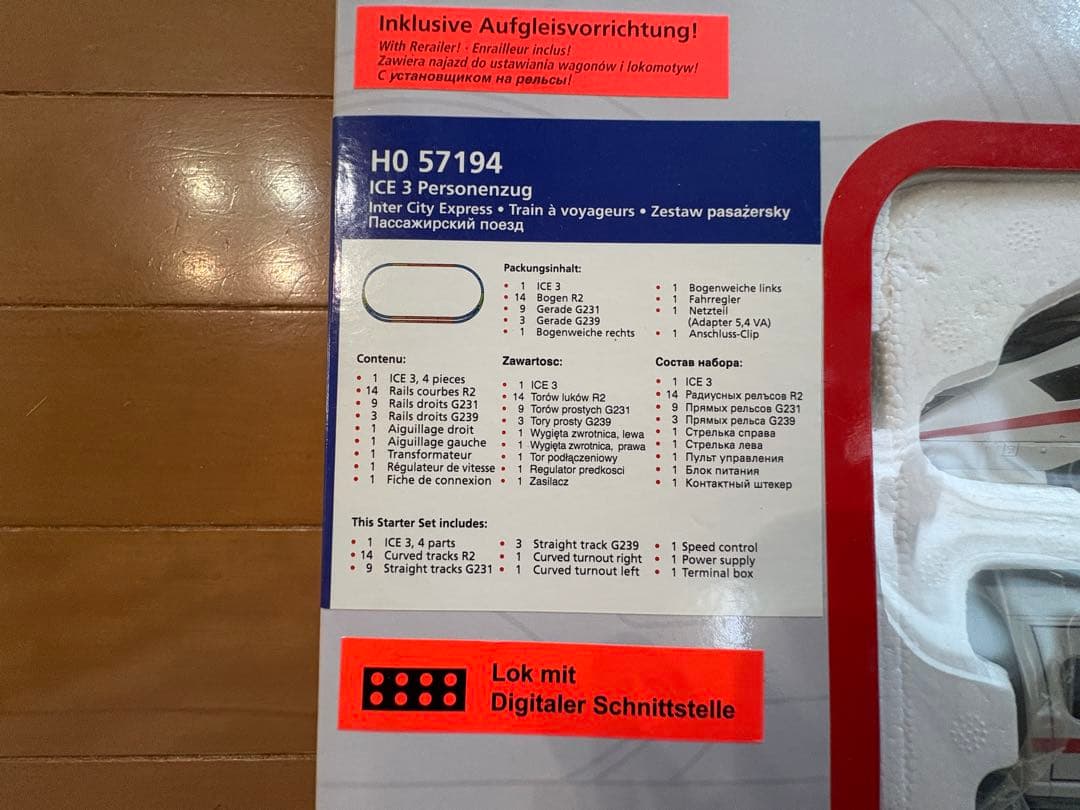 Inklusive Aufgleisvorrichtung!
With Rerailer! · Enrailleur inclus!
Zawiera najazd do ustawiania wagonów i lokomotyw!
С установщиком на рельсы!
H0 57194
ICE 3 Personenzug
Inter City Express • Train à voyageurs • Zestaw pasażersky
Пассажирский поезд
Packungsinhalt:
• 1 ICE 3
• 14 Bogen R2
• 9 Gerade G231
• 3 Gerade G239
• 1 Bogenweiche rechts
• 1 Bogenweiche links
• 1 Fahrregler
• 1 Netzteil
(Adapter 5,4 VA)
• 1 Anschluss-Clip
Contenu:
• 1 ICE 3, 4 pieces
• 14 Rails courbes R2
• 9 Rails droits G231
• 3 Rails droits G239
• 1 Aiguillage droit
• 1 Aiguillage gauche
• 1 Transformateur
• 1 Régulateur de vitesse
• 1 Fiche de connexion
Zawartosc:
• 1 ICE 3
• 14 Torów luków R2
• 9 Torów prostych G231
• 3 Tory prosty G239
• 1 Wygięta zwrotnica, lewa
• 1 Wygięta zwrotnica, prawa
• 1 Tor podłączeniowy
• 1 Regulator predkosci
• 1 Zasilacz
Состав набора:
• 1 ICE 3
• 14 Радиусных рельсов R2
• 9 Прямых рельсов G231
• 3 Прямых рельса G239
• 1 Стрелька справа
• 1 Стрелька лева
• 1 Пульт управления
• 1 Блок питания
• 1 Контактный штекер
This Starter Set includes:
• 1 ICE 3, 4 parts
• 14 Curved tracks R2
• 9 Straight tracks G231
• 3 Straight track G239
• 1 Curved turnout right
• 1 Curved turnout left
• 1 Speed control
• 1 Power supply
• 1 Terminal box
Lok mit
Digitaler Schnittstelle